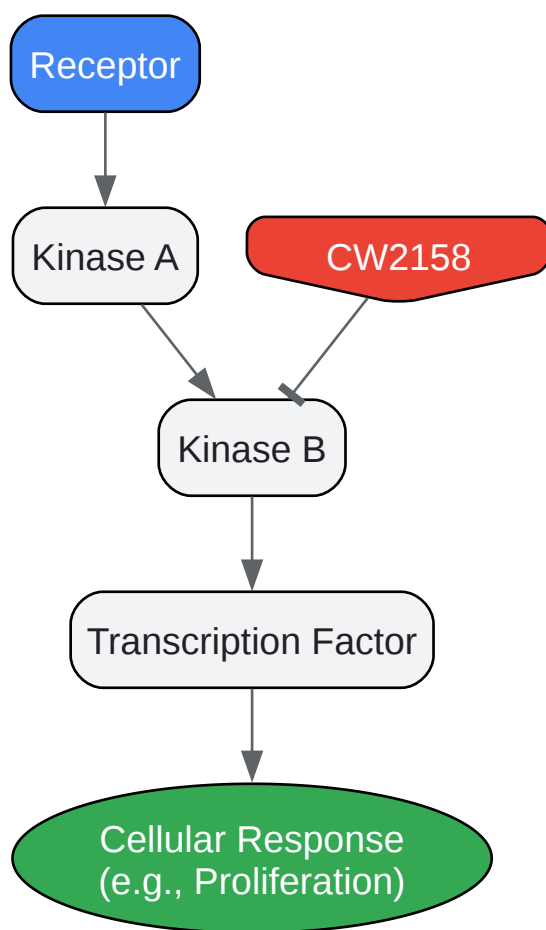 Receptor
Kinase A
CW2158
Kinase B
Transcription Factor
Cellular Response
(e.g., Proliferation)